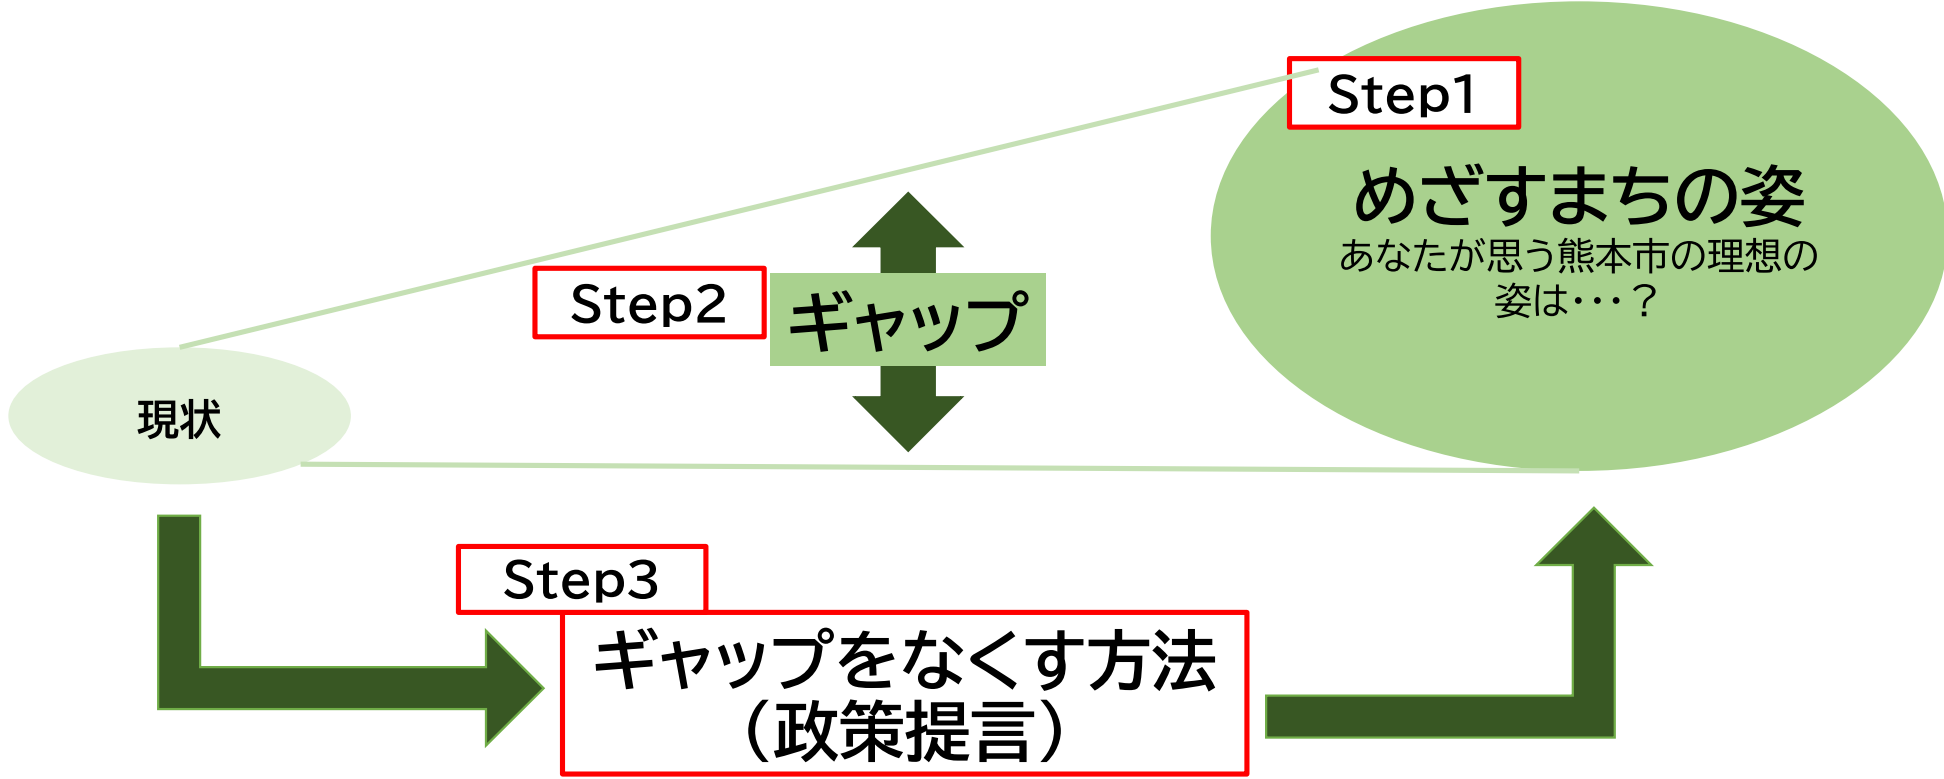 Step1
めざすまちの姿
あなたが思う熊本市の理想の
姿は･･･？
Step2
ギャップ
現状
Step3
ギャップをなくす方法
（政策提言）